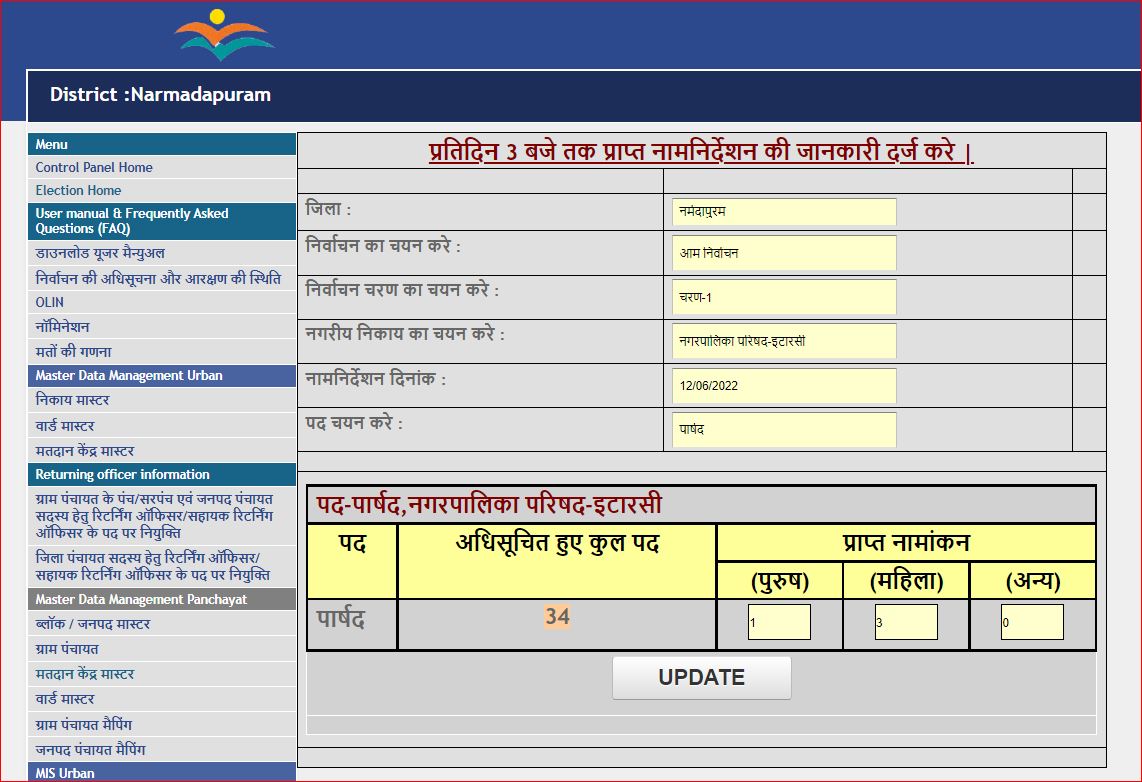 District :Narmadapuram
Menu
Control Panel Home
Election Home
User manual & Frequently Asked
Questions (FAQ)
डाउनलोड यूजर मैन्युअल
निर्वाचन की अधिसूचना और आरक्षण की स्थिति
OLIN
नॉमिनेशन
मतों की गणना
Master Data Management Urban
निकाय मास्टर
वार्ड मास्टर
मतदान केंद्र मास्टर
Returning officer information
ग्राम पंचायत के पंच/सरपंच एवं जनपद पंचायत
सदस्य हेतु रिटर्निंग ऑफिसर/सहायक रिटर्निंग
ऑफिसर के पद पर नियुक्ति
जिला पंचायत सदस्य हेतु रिटर्निंग ऑफिसर/
सहायक रिटर्निंग ऑफिसर के पद पर नियुक्ति
Master Data Management Panchayat
ब्लॉक / जनपद मास्टर
ग्राम पंचायत
मतदान केंद्र मास्टर
वार्ड मास्टर
ग्राम पंचायत मैपिंग
जनपद पंचायत मैपिंग
MIS Urban
प्रतिदिन 3 बजे तक प्राप्त नामनिर्देशन की जानकारी दर्ज करे |
जिला : नर्मदापुरम
निर्वाचन का चयन करे : आम निर्वाचन
निर्वाचन चरण का चयन करे : चरण-1
नगरीय निकाय का चयन करे : नगरपालिका परिषद-इटारसी
नामनिर्देशन दिनांक : 12/06/2022
पद चयन करे : पार्षद
पद-पार्षद,नगरपालिका परिषद-इटारसी
पद अधिसूचित हुए कुल पद प्राप्त नामांकन
(पुरुष) (महिला) (अन्य)
पार्षद 34 1 3 0
UPDATE